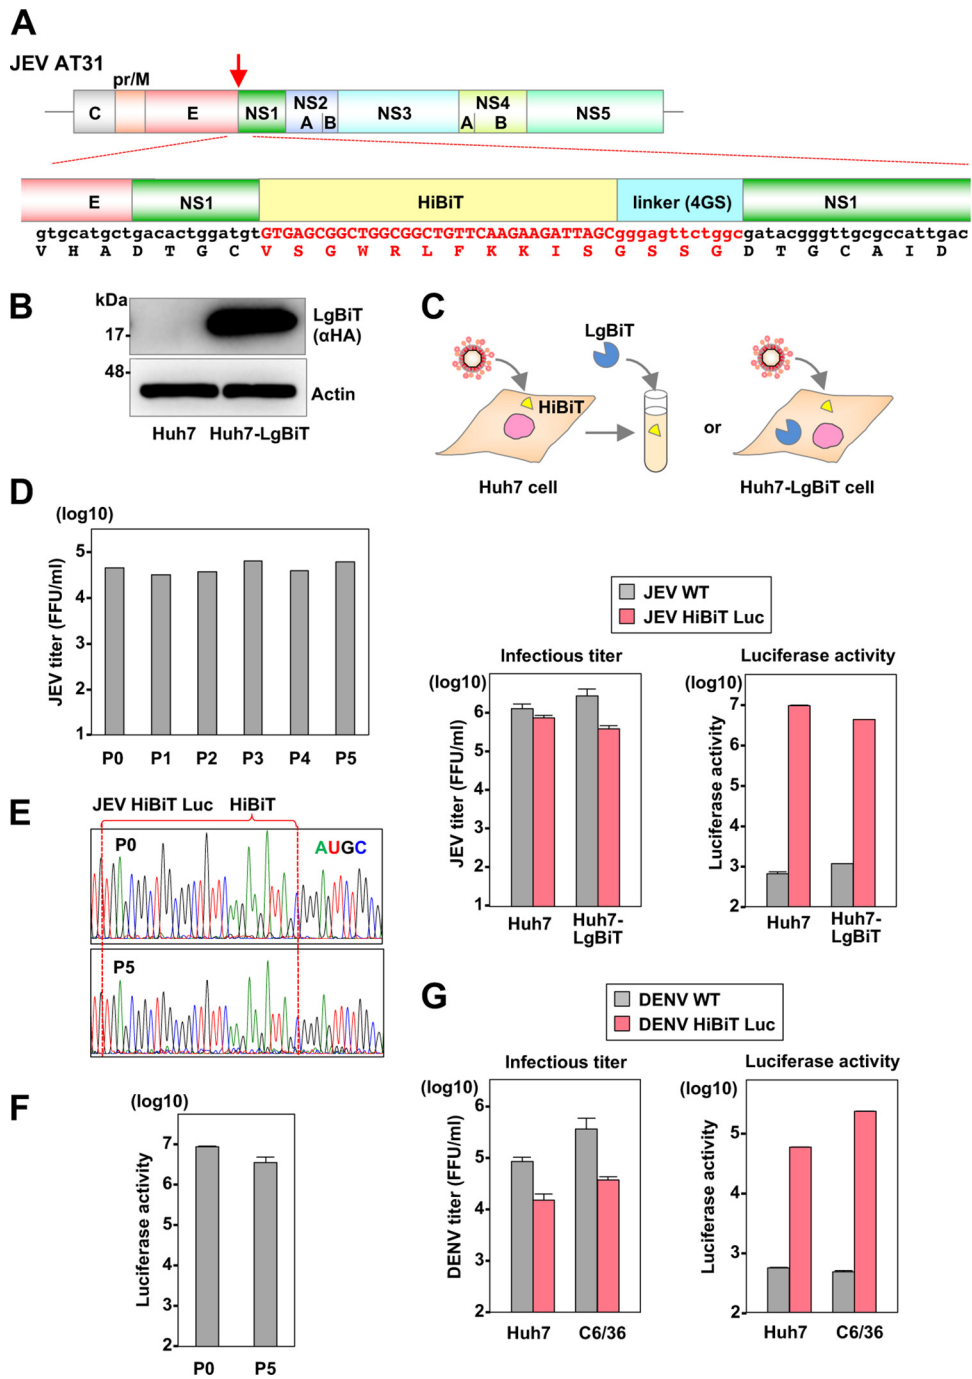 A
JEV AT31
pr/M
C
E
NS1
NS2
A
B
NS3
NS4
A
B
NS5
E
NS1
HiBiT
linker (4GS)
NS1
gtgcatgctgacactggatgtGTGAGCGGCTGGCGGCTGTTCAAGAAGATTAGCgggagttctggcgatacgggttgcgccattgac
V H A D T G C V S G W R L F K K I S G S S G D T G C A I D
B
kDa
17
48
LgBiT
(αHA)
Actin
Huh7 Huh7-LgBiT
C
LgBiT
HiBiT
or
Huh7 cell
Huh7-LgBiT cell
D
(log10)
JEV titer (FFU/ml)
5
4
3
2
1
P0 P1 P2 P3 P4 P5
JEV WT
JEV HiBiT Luc
Infectious titer
(log10)
JEV titer (FFU/ml)
6
5
4
3
2
1
Huh7
Huh7-
LgBiT
Luciferase activity
(log10)
Luciferase activity
7
6
5
4
3
2
Huh7
Huh7-
LgBiT
E
JEV HiBiT Luc HiBiT
P0
AUGC
P5
F
(log10)
Luciferase activity
7
6
5
4
3
2
P0 P5
G
DENV WT
DENV HiBiT Luc
Infectious titer
(log10)
DENV titer (FFU/ml)
6
5
4
3
2
Huh7 C6/36
Luciferase activity
(log10)
Luciferase activity
5
4
3
2
Huh7 C6/36